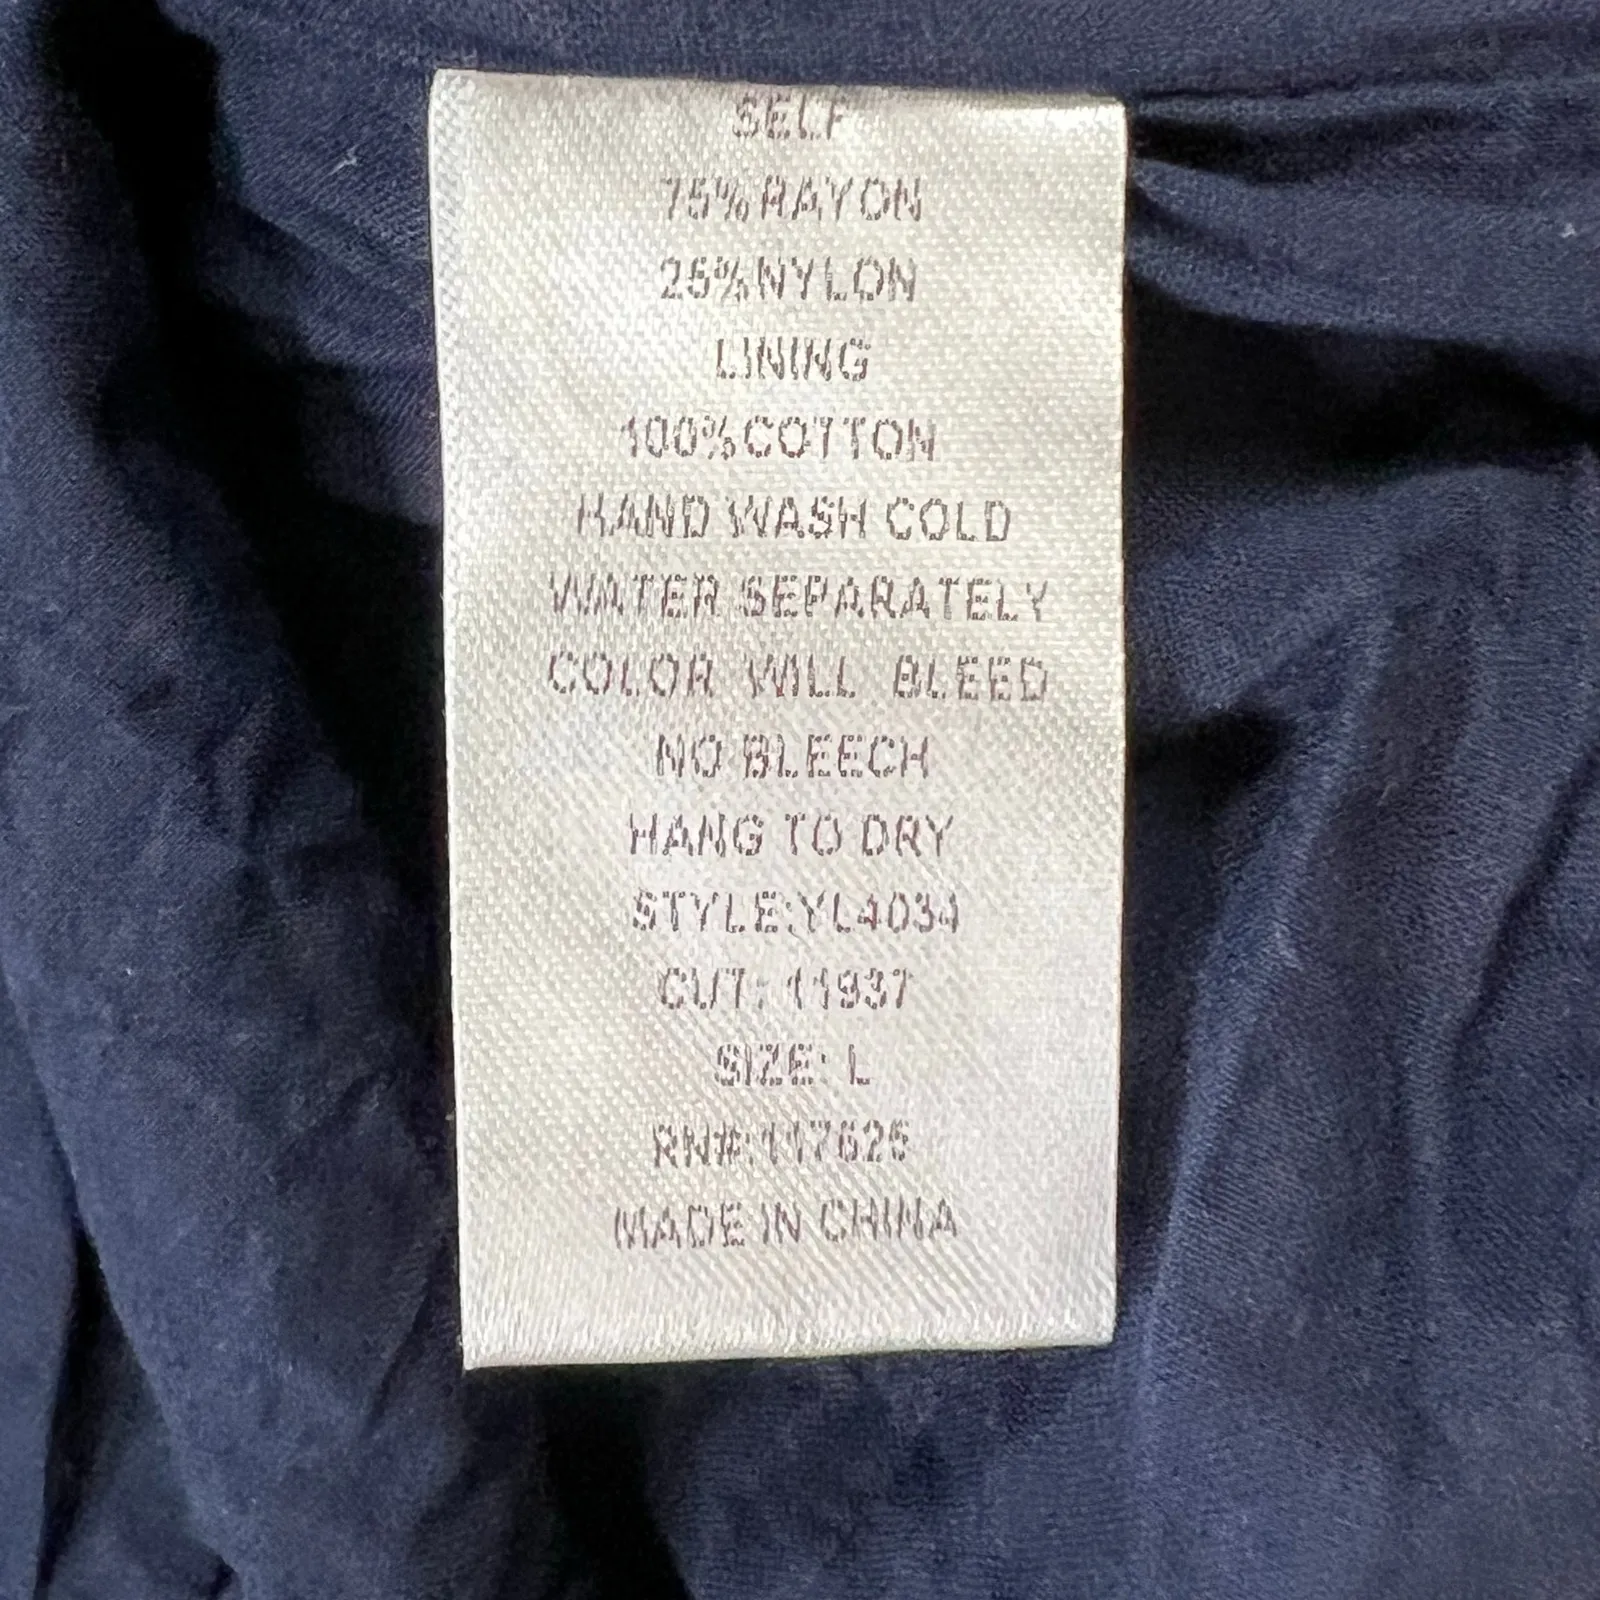 SELF
75%RAYON
25%NYLON
LINING
100%COTTON
HAND WASH COLD
WATER SEPARATELY
COLOR WILL BLEED
NO BLEECH
HANG TO DRY
STYLE:YL4034
CUT: 11937
SIZE: L
RN#:117626
MADE IN CHINA